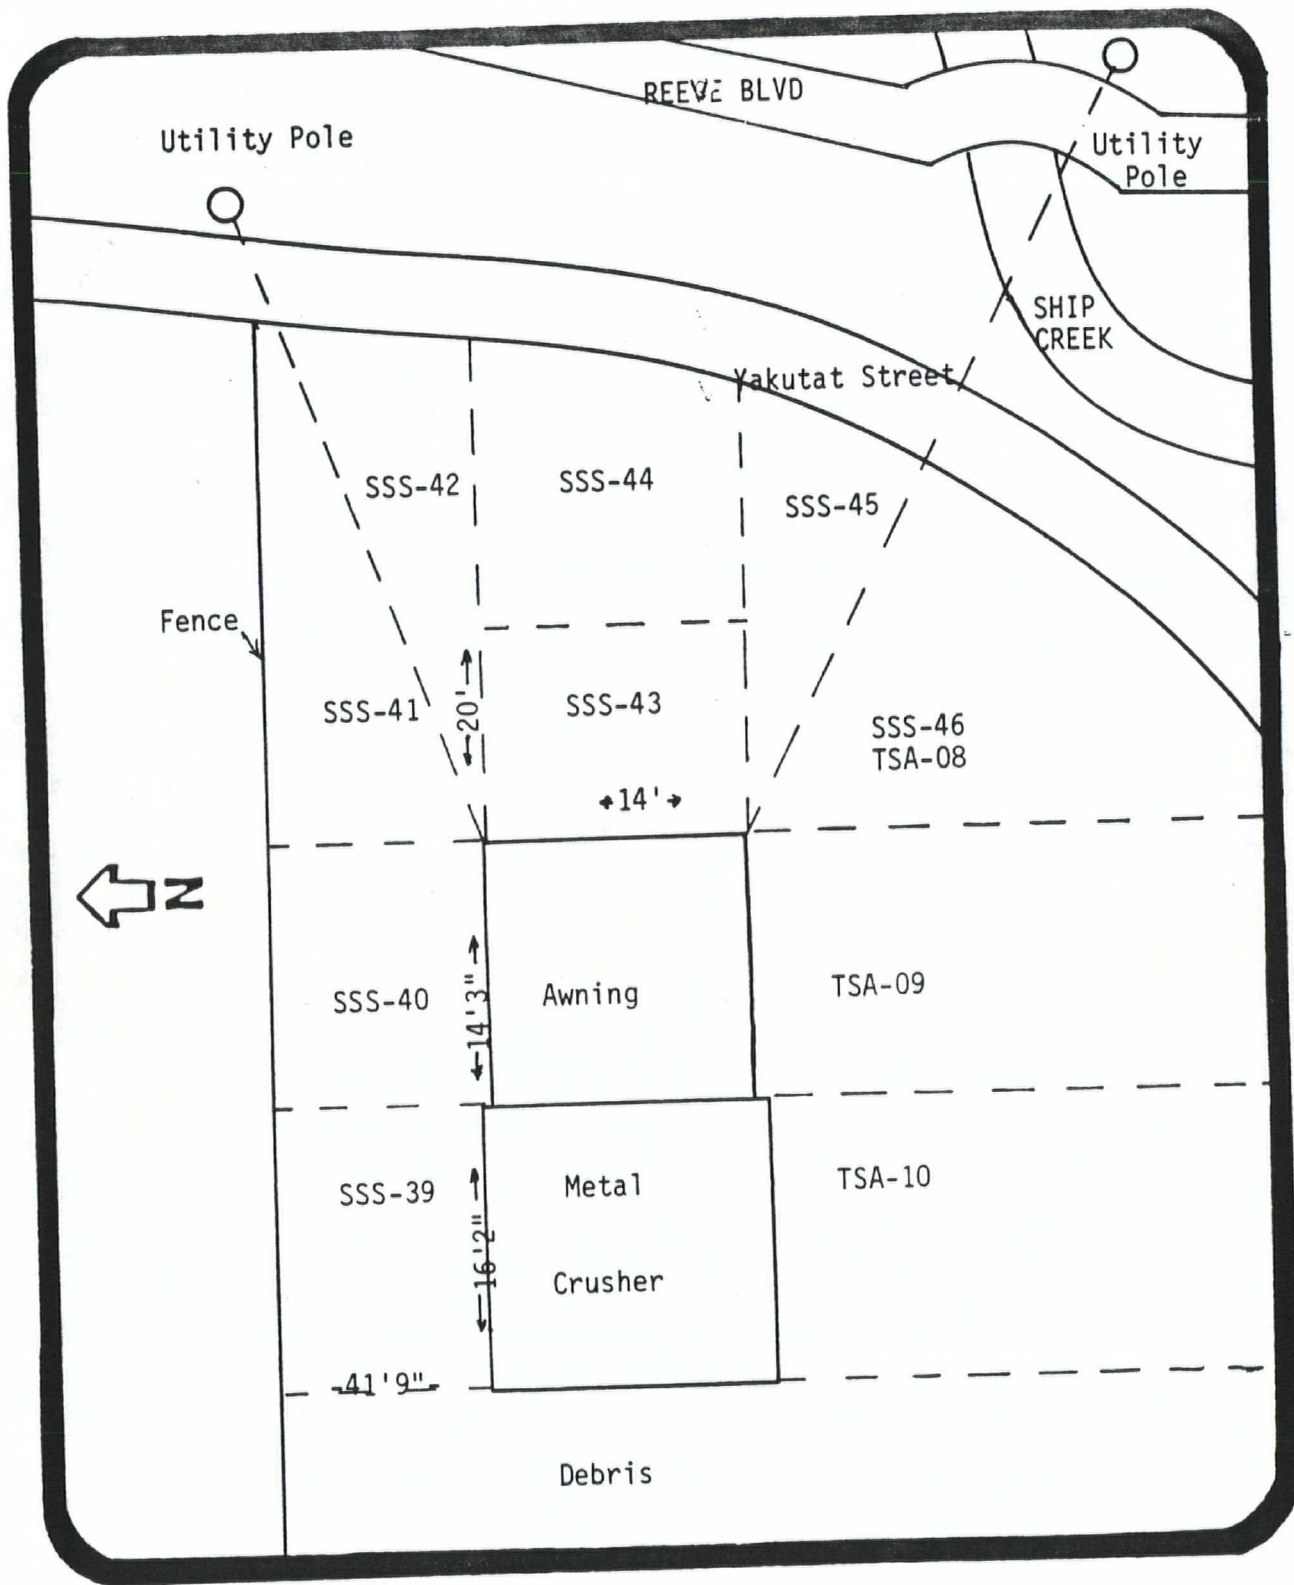 REEVE BLVD
Utility Pole
Utility
Pole
SHIP
CREEK
Yakutat Street
SSS-42
SSS-44
SSS-45
Fence
SSS-41
20'
SSS-43
SSS-46
TSA-08
14'
N
SSS-40
14'3"
Awning
TSA-09
SSS-39
16'2"
Metal
Crusher
TSA-10
41'9"
Debris